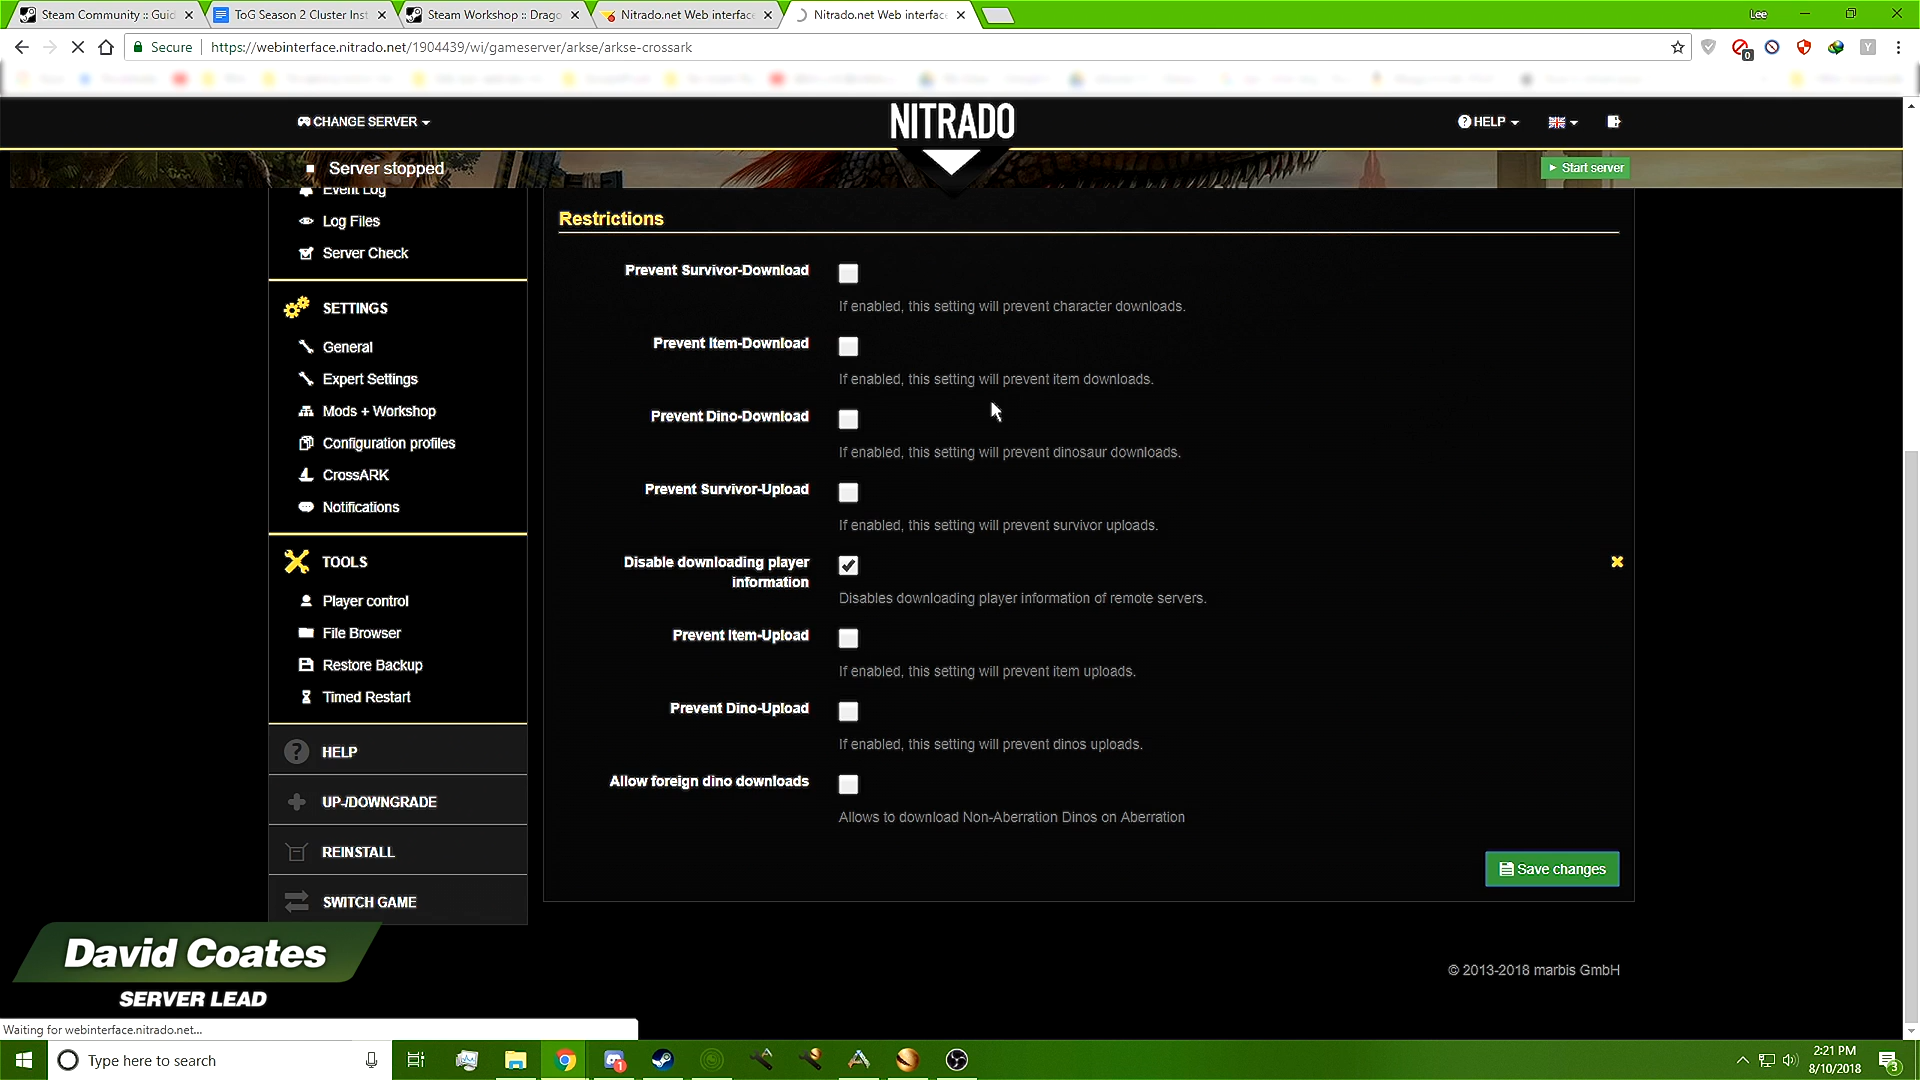 Steam Community :: Guid
ToG Season 2 Cluster Inst
Steam Workshop :: Drago
Nitrado.net Web interface
Nitrado.net Web interface
Lee
Secure
https://webinterface.nitrado.net/1904439/wi/gameserver/arkse/arkse-crossark
0
Y
CHANGE SERVER
NITRADO
HELP
Server stopped
Start server
Event Log
Log Files
Server Check
SETTINGS
General
Expert Settings
Mods + Workshop
Configuration profiles
CrossARK
Notifications
TOOLS
Player control
File Browser
Restore Backup
Timed Restart
HELP
UP-/DOWNGRADE
REINSTALL
SWITCH GAME
Restrictions
Prevent Survivor-Download
If enabled, this setting will prevent character downloads.
Prevent Item-Download
If enabled, this setting will prevent item downloads.
Prevent Dino-Download
If enabled, this setting will prevent dinosaur downloads.
Prevent Survivor-Upload
If enabled, this setting will prevent survivor uploads.
Disable downloading player
information
Disables downloading player information of remote servers.
Prevent Item-Upload
If enabled, this setting will prevent item uploads.
Prevent Dino-Upload
If enabled, this setting will prevent dinos uploads.
Allow foreign dino downloads
Allows to download Non-Aberration Dinos on Aberration
Save changes
David Coates
SERVER LEAD
© 2013-2018 marbis GmbH
Waiting for webinterface.nitrado.net...
Type here to search
1
2:21 PM
8/10/2018
3